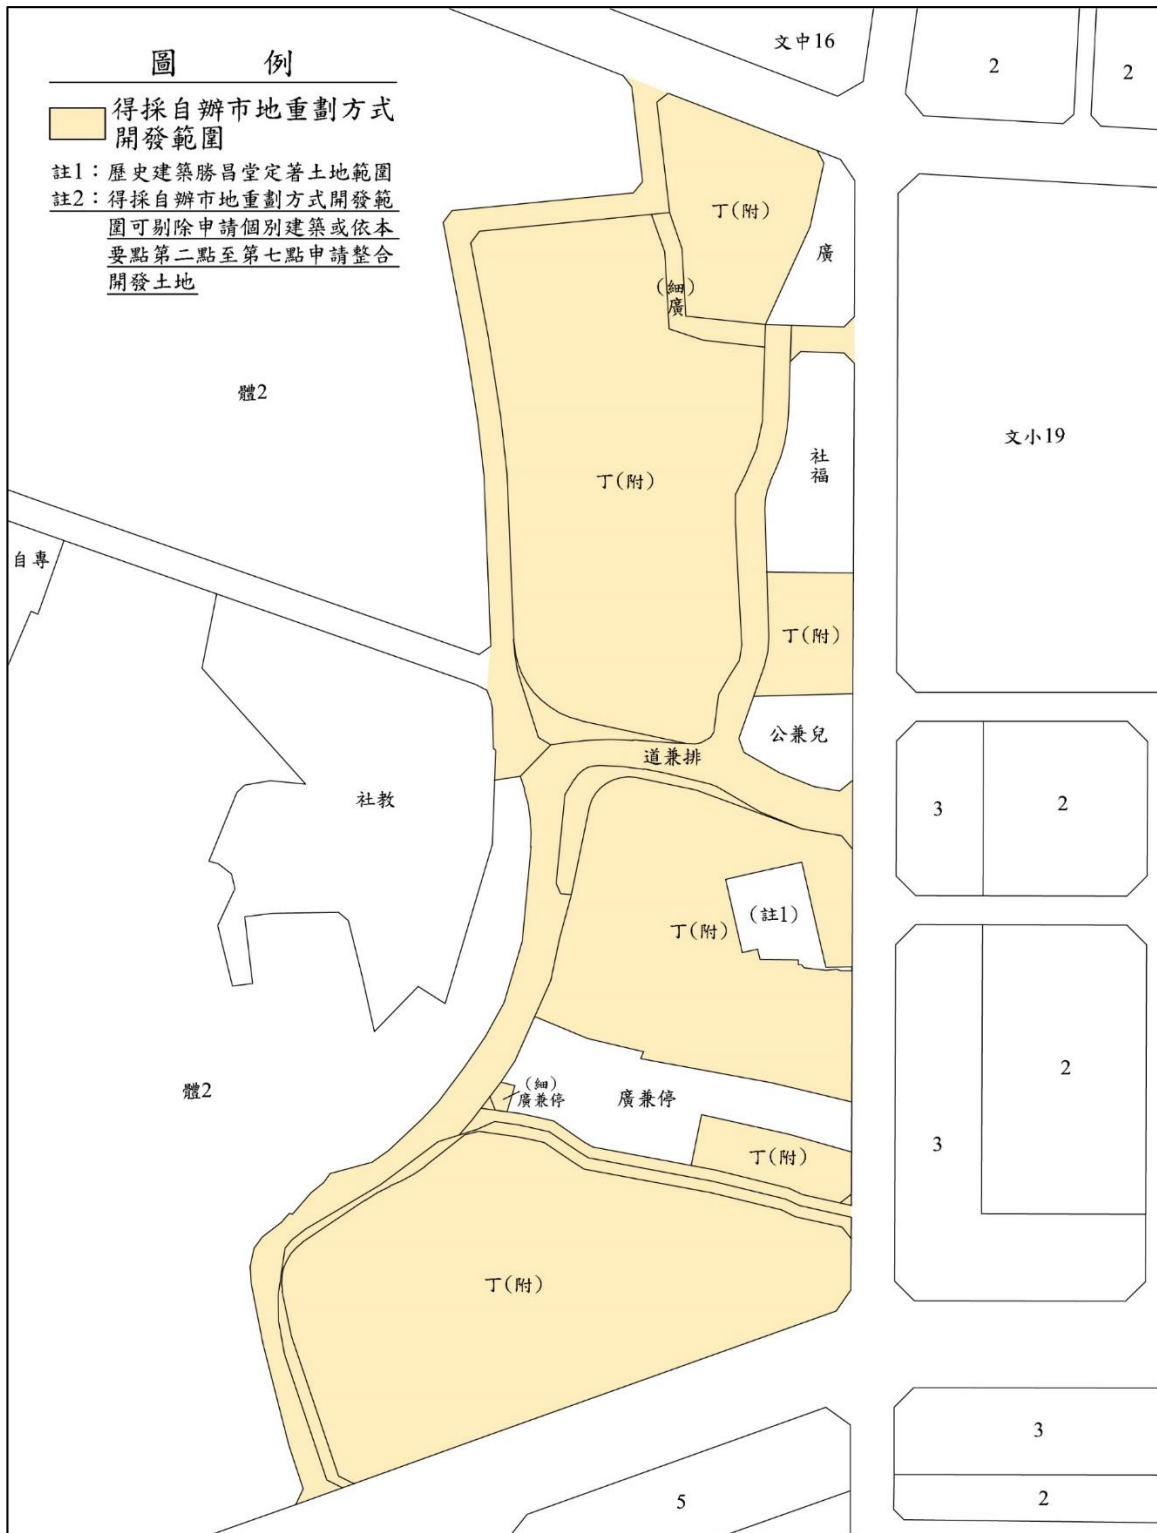 圖 例
得採自辦市地重劃方式
開發範圍
註1：歷史建築勝昌堂定著土地範圍
註2：得採自辦市地重劃方式開發範
圍可剔除申請個別建築或依本
要點第二點至第七點申請整合
開發土地
文中16
2
2
丁(附)
廣
(細)
廣
體2
文小19
社
福
丁(附)
自專
丁(附)
公兼兒
道兼排
社教
3
2
(註1)
丁(附)
2
體2
(細)
廣兼停
廣兼停
3
丁(附)
丁(附)
3
5
2